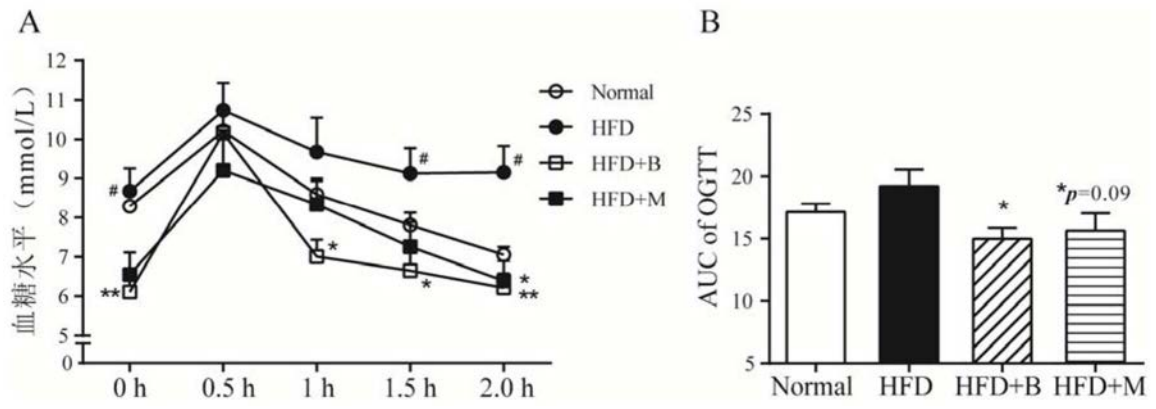 A
血糖水平（mmol/L）
12
11
10
9
8
7
6
5
0
#
**
*
#
*
#
*
**
0 h
0.5 h
1 h
1.5 h
2.0 h
Normal
HFD
HFD+B
HFD+M
B
AUC of OGTT
25
20
15
10
5
*
*p=0.09
Normal
HFD
HFD+B
HFD+M